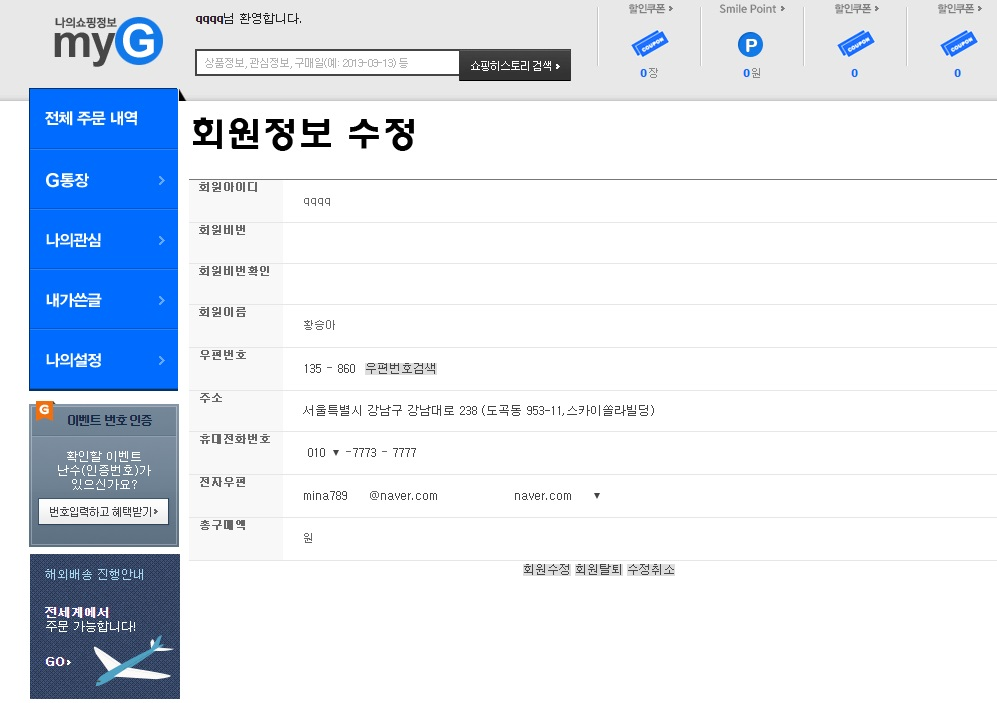 나의쇼핑정보
myG
qqqq님 환영합니다.
상품정보, 관심정보, 구매일(예: 2013-03-13) 등
쇼핑히스토리 검색
할인쿠폰
0장
Smile Point
P
0원
할인쿠폰
0
할인쿠폰
0
COUPON
COUPON
COUPON
전체 주문 내역
G통장
나의관심
내가쓴글
나의설정
G
이벤트 번호 인증
확인할 이벤트
난수(인증번호)가
있으신가요?
번호입력하고 혜택받기
해외배송 진행안내
전세계에서
주문 가능합니다!
GO
회원정보 수정
회원아이디
qqqq
회원비번
회원비번확인
회원이름
황승아
우편번호
135 - 860 우편번호검색
주소
서울특별시 강남구 강남대로 238 (도곡동 953-11,스카이쏠라빌딩)
휴대전화번호
010 ▼ -7773 - 7777
전자우편
mina789 @naver.com naver.com ▼
총구매액
원
회원수정 회원탈퇴 수정취소